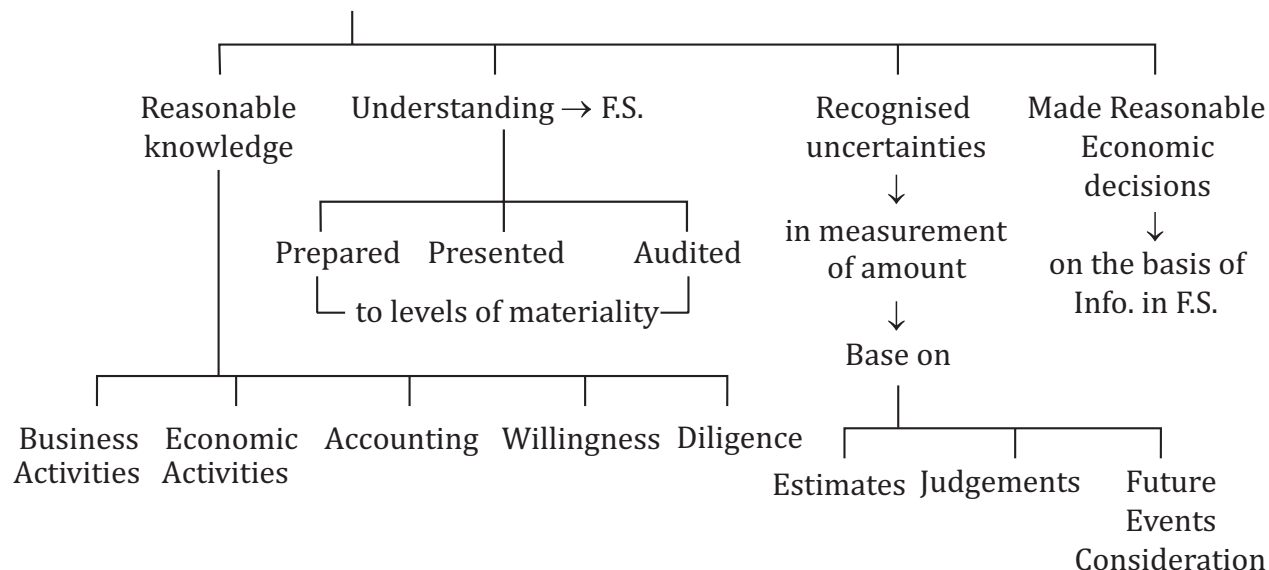 Reasonable
knowledge
Understanding → F.S.
Recognised
uncertainties
↓
in measurement
of amount
↓
Base on
Made Reasonable
Economic
decisions
↓
on the basis of
Info. in F.S.
Prepared
Presented
Audited
to levels of materiality
Business
Activities
Economic
Activities
Accounting
Willingness
Diligence
Estimates
Judgements
Future
Events
Consideration